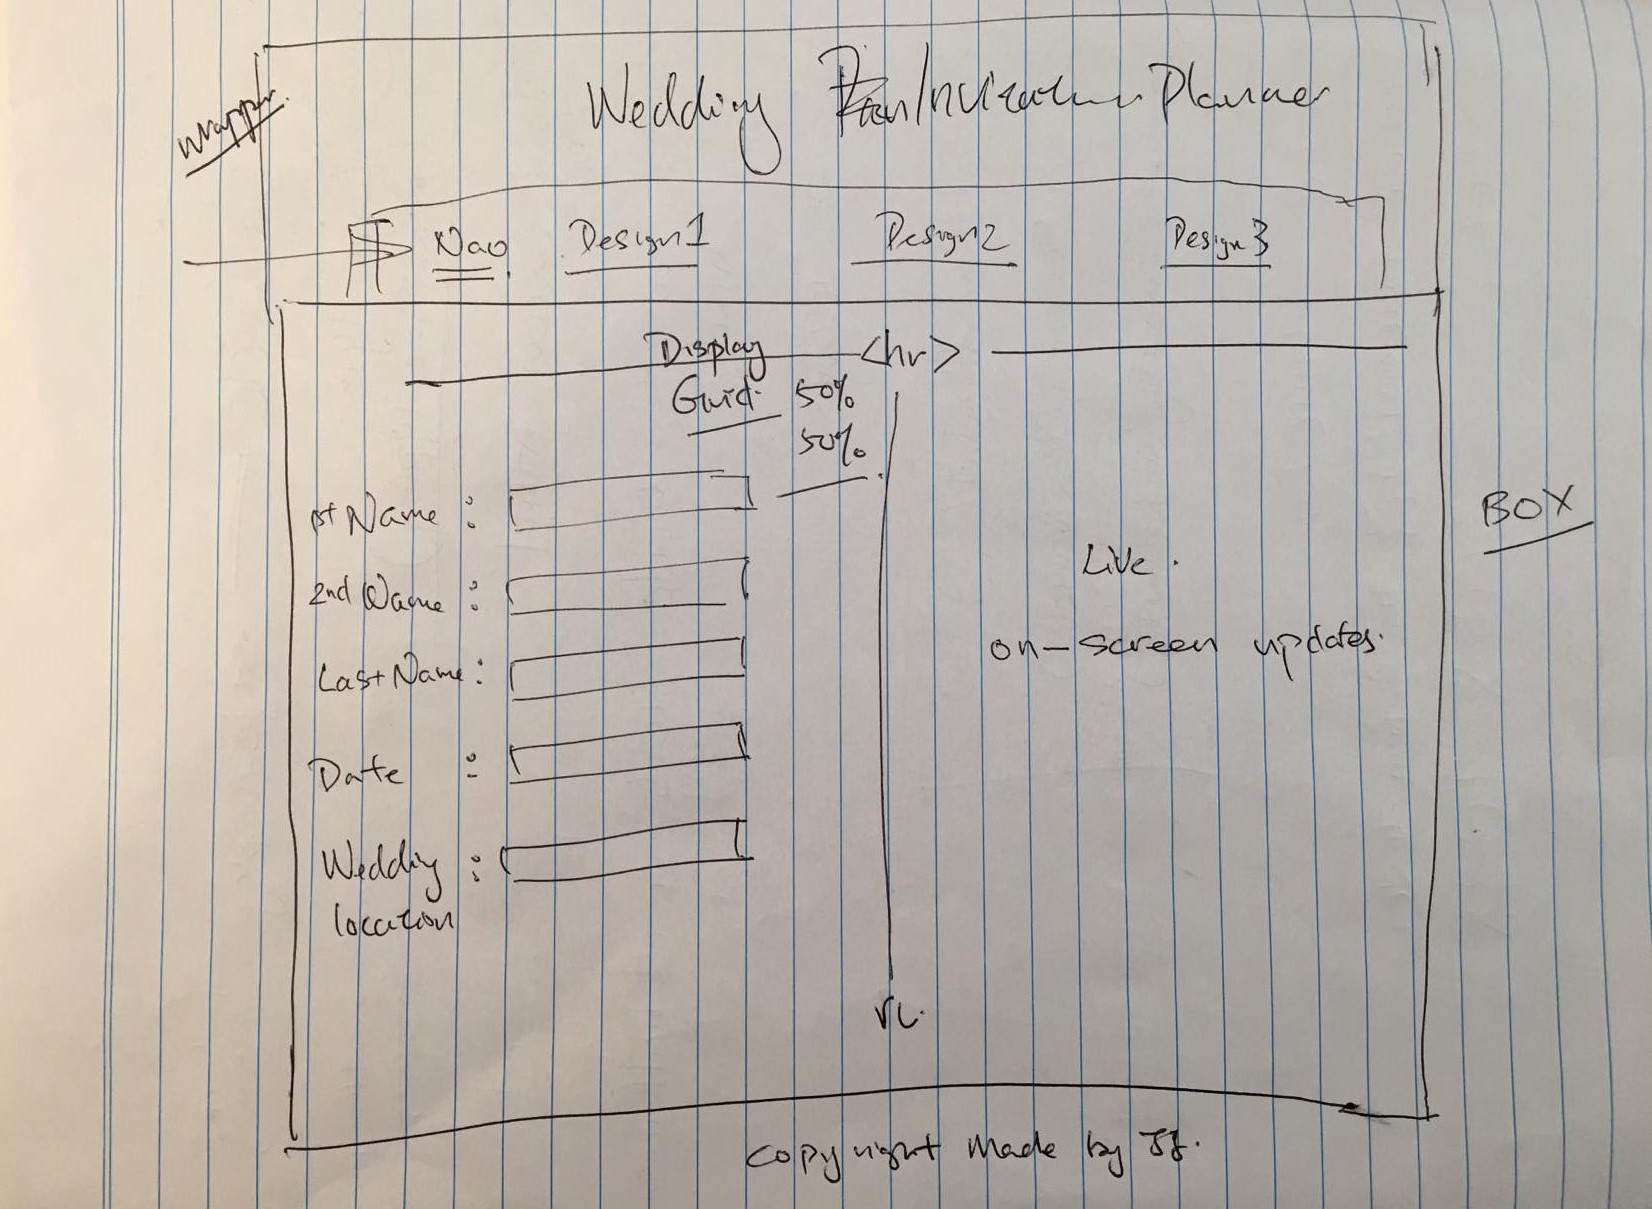 Wedding Invitation Planner
wrapper.
Nav Design1 Design2 Design3
Display <hr>
Grid. 50%
50%.
1st Name :
2nd Name :
Last Name :
Date :
Wedding :
location
Live.
on-screen updates.
BOX
VL.
Copyright Made by JJ.